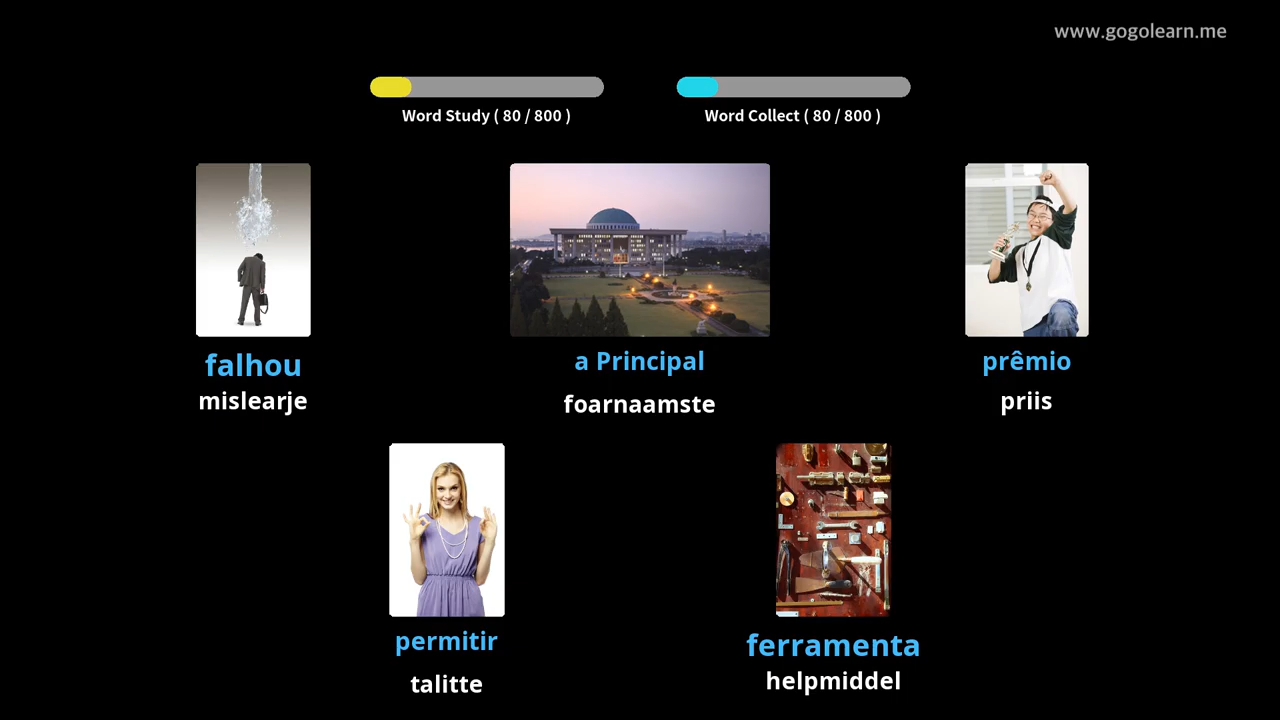 www.gogolearn.me
Word Study ( 80 / 800 )
Word Collect ( 80 / 800 )
falhou
mislearje
a Principal
foarnaamste
prêmio
priis
permitir
talitte
ferramenta
helpmiddel